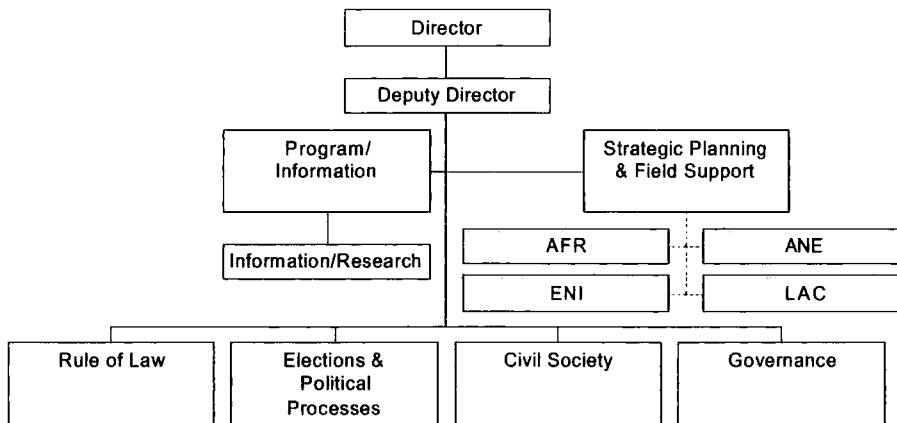 Director
Deputy Director
Program/
Information
Strategic Planning
& Field Support
Information/Research
AFR
ANE
ENI
LAC
Rule of Law
Elections &
Political
Processes
Civil Society
Governance